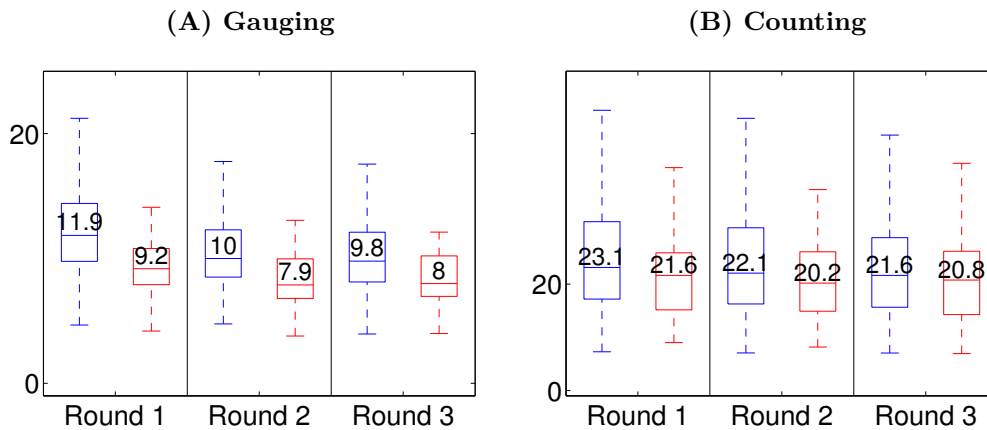 (A) Gauging
(B) Counting
20
0
11.9
9.2
10
7.9
9.8
8
Round 1
Round 2
Round 3
20
0
23.1
21.6
22.1
20.2
21.6
20.8
Round 1
Round 2
Round 3